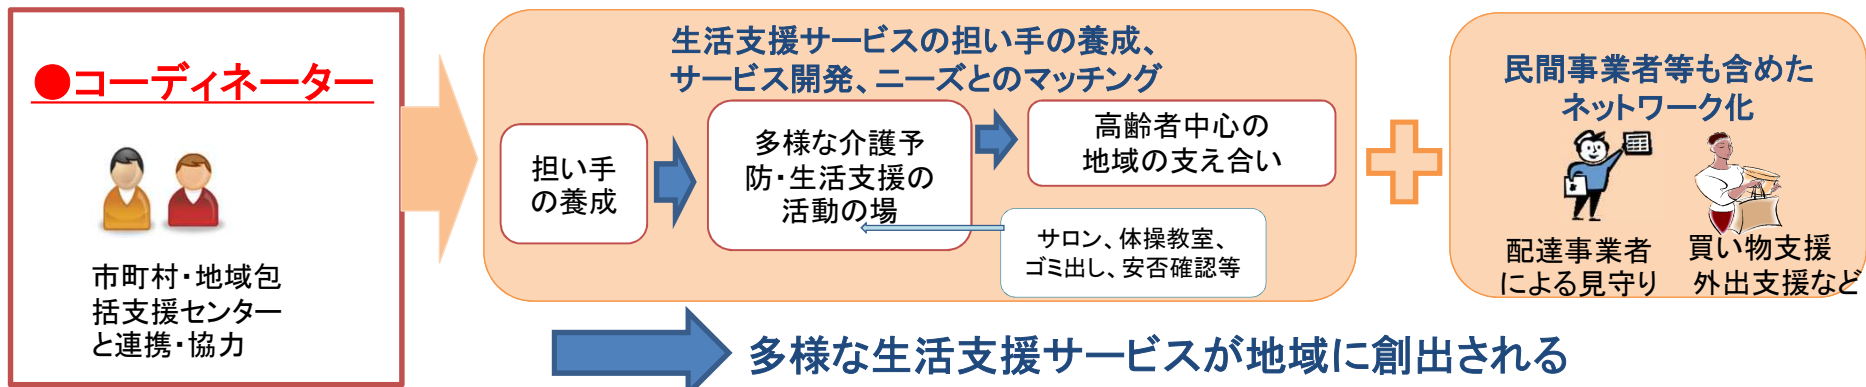 ●コーディネーター
市町村・地域包
括支援センター
と連携・協力
生活支援サービスの担い手の養成、
サービス開発、ニーズとのマッチング
担い手
の養成
多様な介護予
防・生活支援の
活動の場
高齢者中心の
地域の支え合い
サロン、体操教室、
ゴミ出し、安否確認等
民間事業者等も含めた
ネットワーク化
配達事業者
による見守り
買い物支援
外出支援など
多様な生活支援サービスが地域に創出される